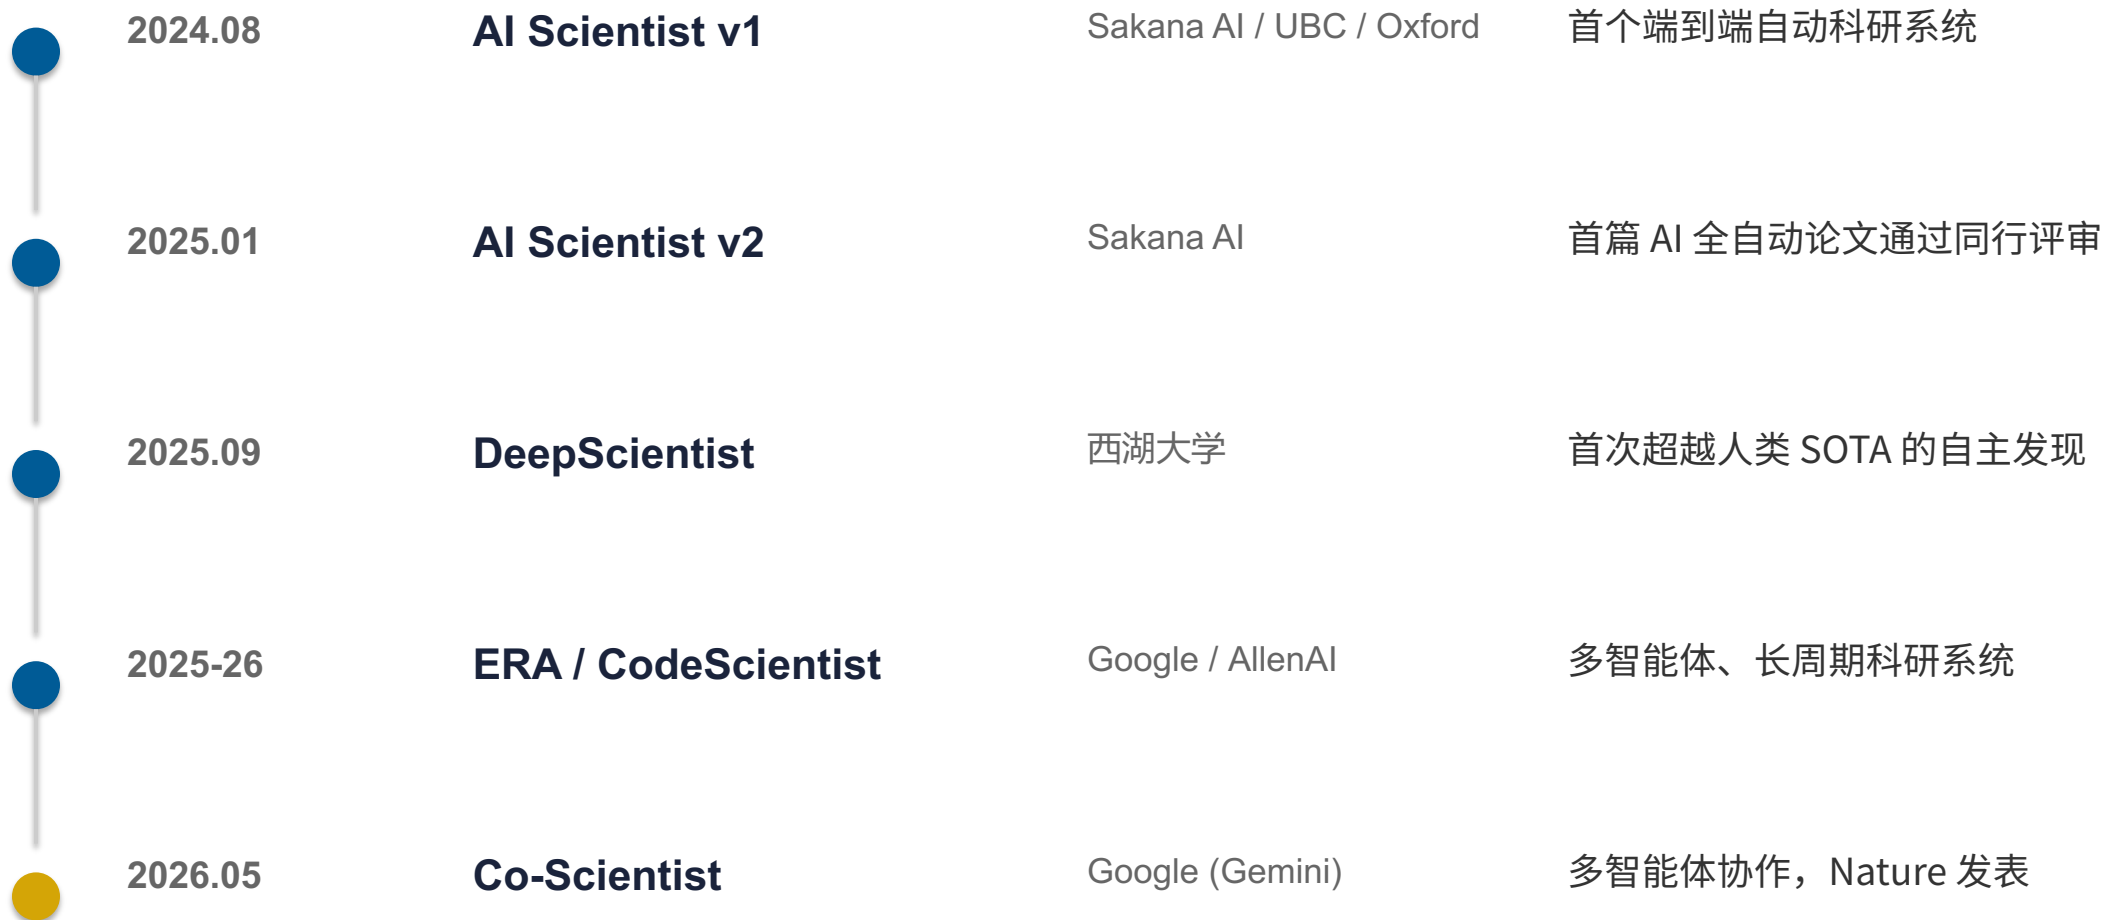 2024.08 AI Scientist v1 Sakana AI / UBC / Oxford 首个端到端自动科研系统
2025.01 AI Scientist v2 Sakana AI 首篇 AI 全自动论文通过同行评审
2025.09 DeepScientist 西湖大学 首次超越人类 SOTA 的自主发现
2025-26 ERA / CodeScientist Google / AllenAI 多智能体、长周期科研系统
2026.05 Co-Scientist Google (Gemini) 多智能体协作，Nature 发表